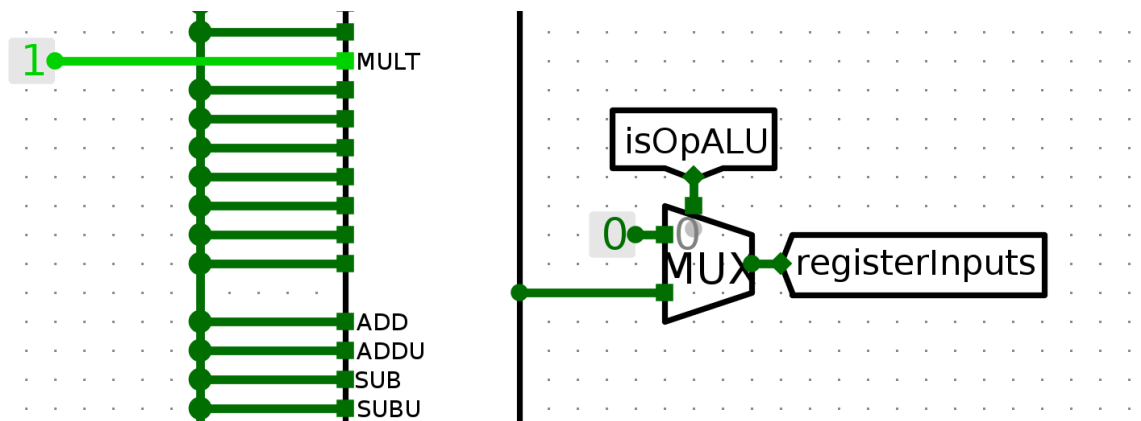 1
MULT
isOpALU
0
0
MUX
registerInputs
ADD
ADDU
SUB
SUBU